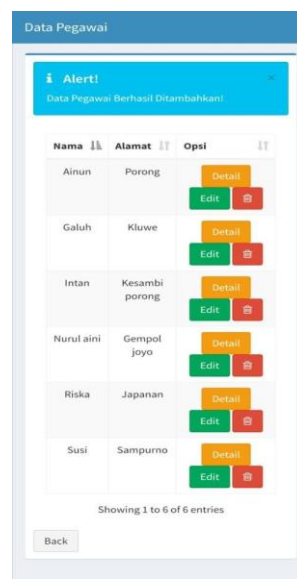 Data Pegawai
i Alert! ×
Data Pegawai Berhasil Ditambahkan!
Nama Alamat Opsi
Ainun Porong Detail
Edit
Galuh Kluwe Detail
Edit
Intan Kesambi Detail
porong
Edit
Nurul aini Gempol Detail
joyo
Edit
Riska Japanan Detail
Edit
Susi Sampurno Detail
Edit
Showing 1 to 6 of 6 entries
Back